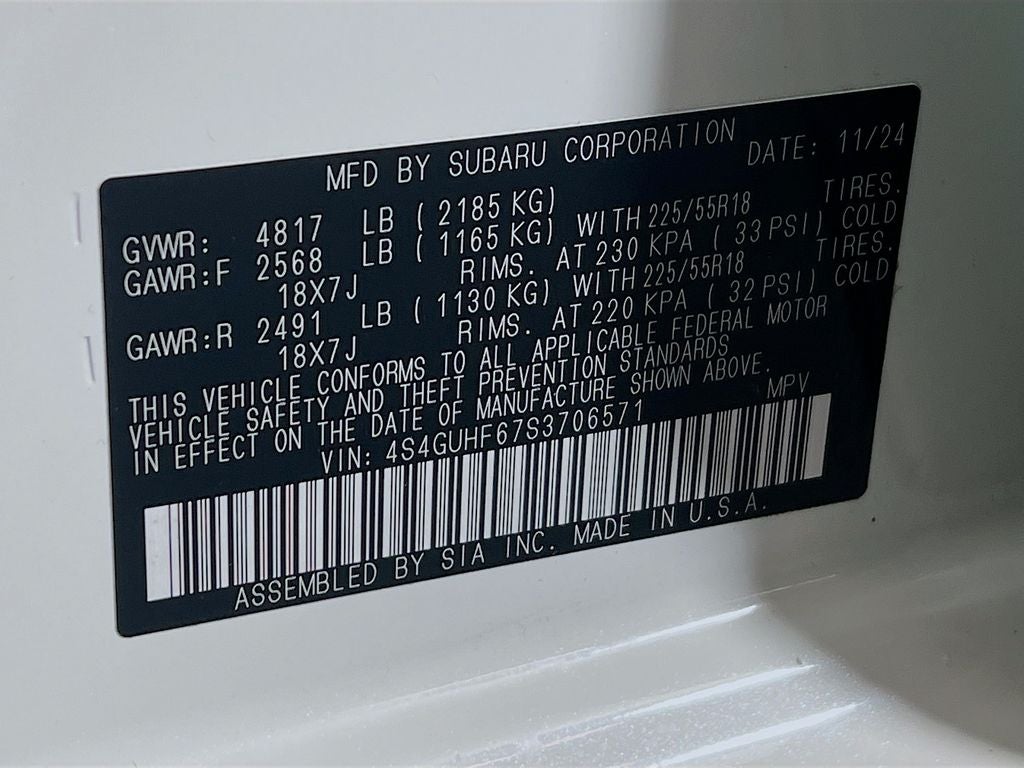 MFD BY SUBARU CORPORATION DATE: 11/24
GVWR: 4817 LB ( 2185 KG)
GAWR:F 2568 LB ( 1165 KG) WITH 225/55R18 TIRES.
18X7J RIMS. AT 230 KPA ( 33 PSI) COLD
GAWR:R 2491 LB ( 1130 KG) WITH 225/55R18 TIRES.
18X7J RIMS. AT 220 KPA ( 32 PSI) COLD
THIS VEHICLE CONFORMS TO ALL APPLICABLE FEDERAL MOTOR
VEHICLE SAFETY AND THEFT PREVENTION STANDARDS
IN EFFECT ON THE DATE OF MANUFACTURE SHOWN ABOVE.
VIN: 4S4GUHF67S3706571 MPV
ASSEMBLED BY SIA INC. MADE IN U.S.A.